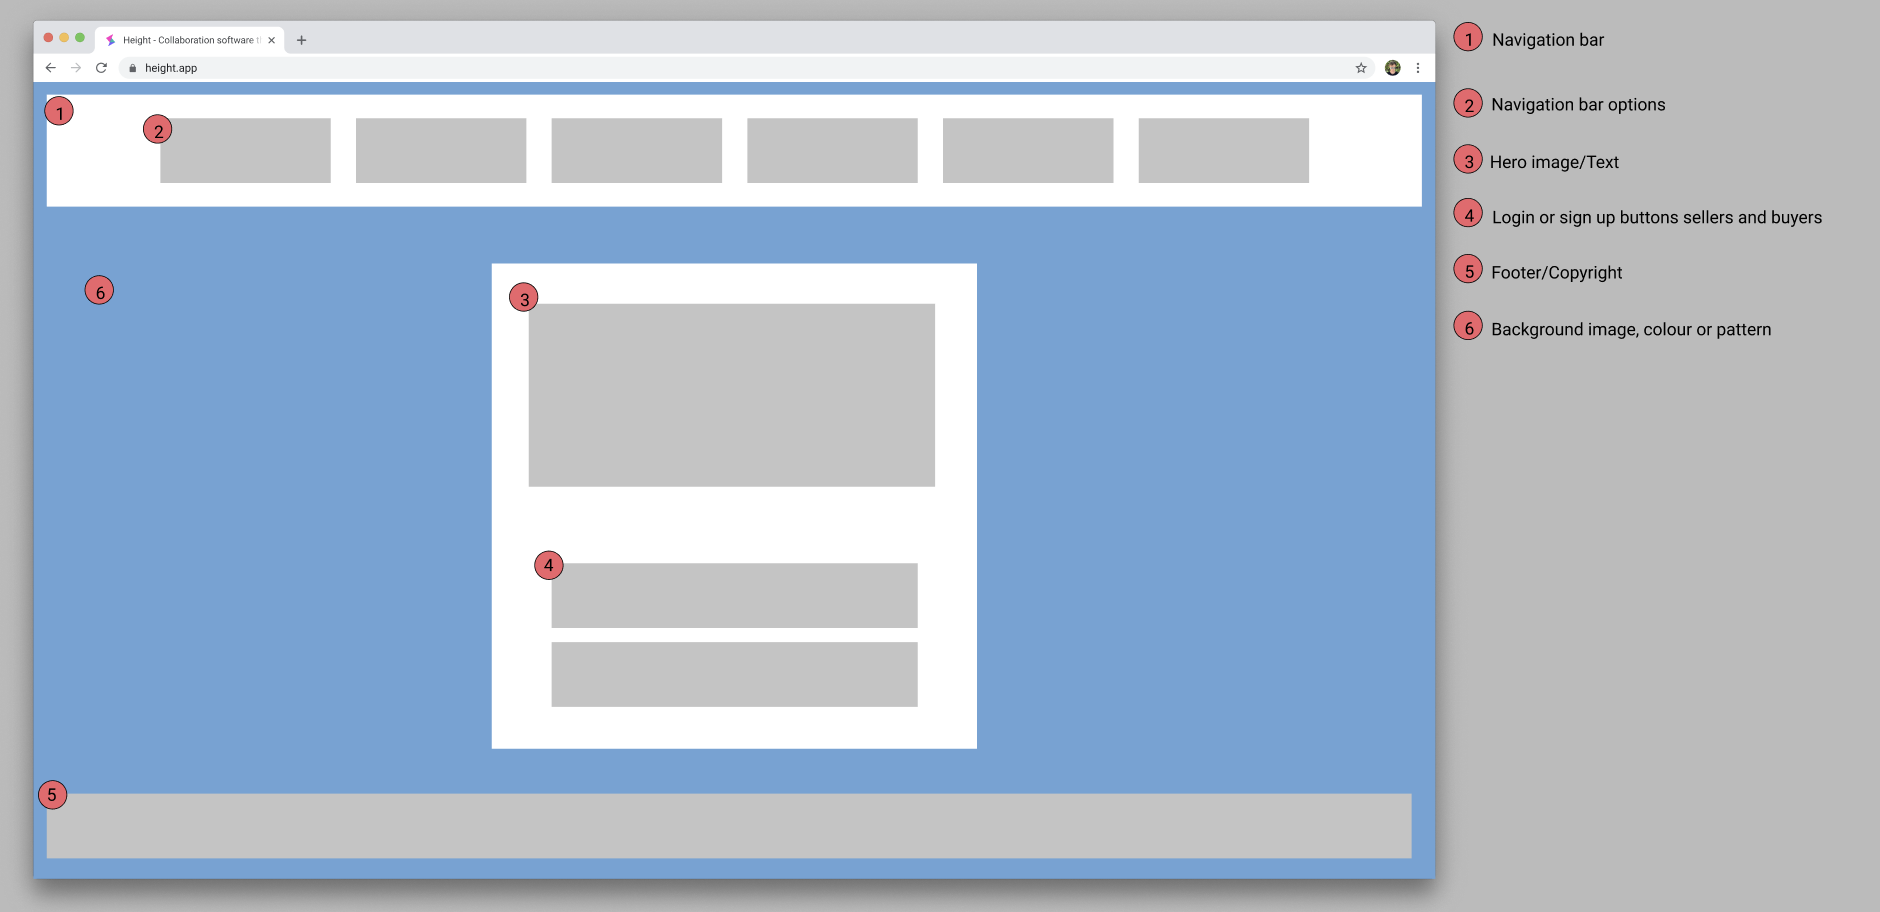 Height - Collaboration software t
height.app
1
2
3
4
5
6
1 Navigation bar
2 Navigation bar options
3 Hero image/Text
4 Login or sign up buttons sellers and buyers
5 Footer/Copyright
6 Background image, colour or pattern